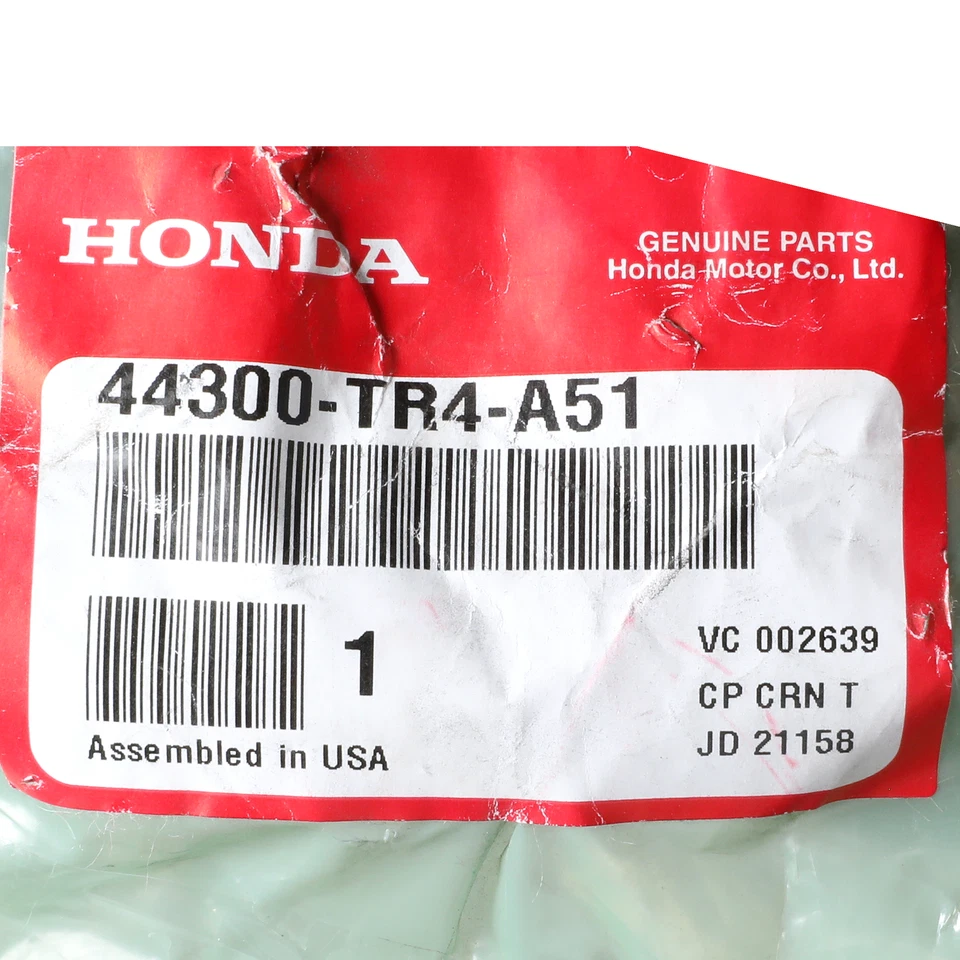 HONDA
GENUINE PARTS
Honda Motor Co., Ltd.
44300-TR4-A51
1
VC 002639
CP CRN T
JD 21158
Assembled in USA